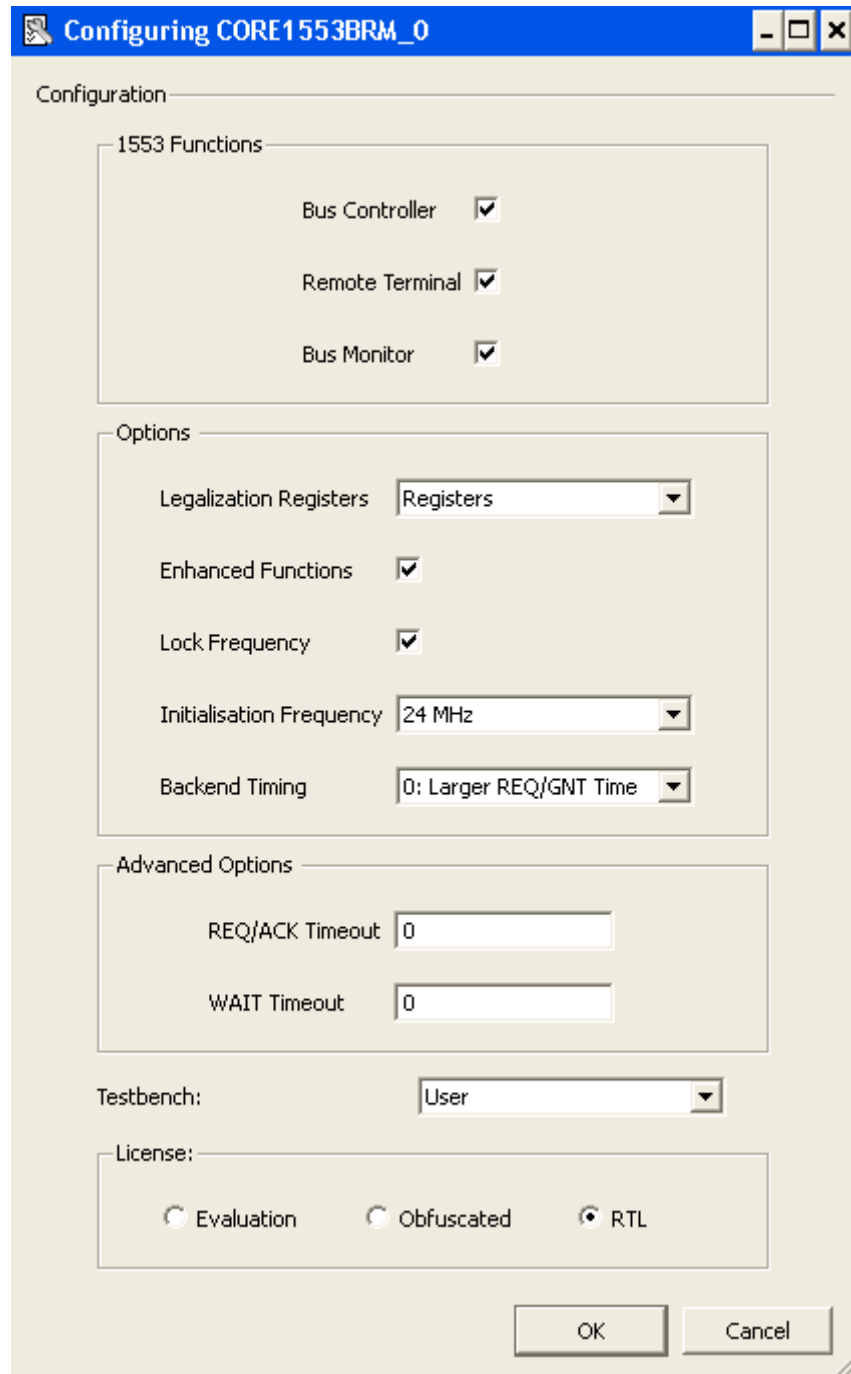 Configuring CORE1553BRM_0
Configuration
1553 Functions
Bus Controller
Remote Terminal
Bus Monitor
Options
Legalization Registers Registers
Enhanced Functions
Lock Frequency
Initialisation Frequency 24 MHz
Backend Timing 0: Larger REQ/GNT Time
Advanced Options
REQ/ACK Timeout 0
WAIT Timeout 0
Testbench: User
License:
Evaluation Obfuscated RTL
OK Cancel